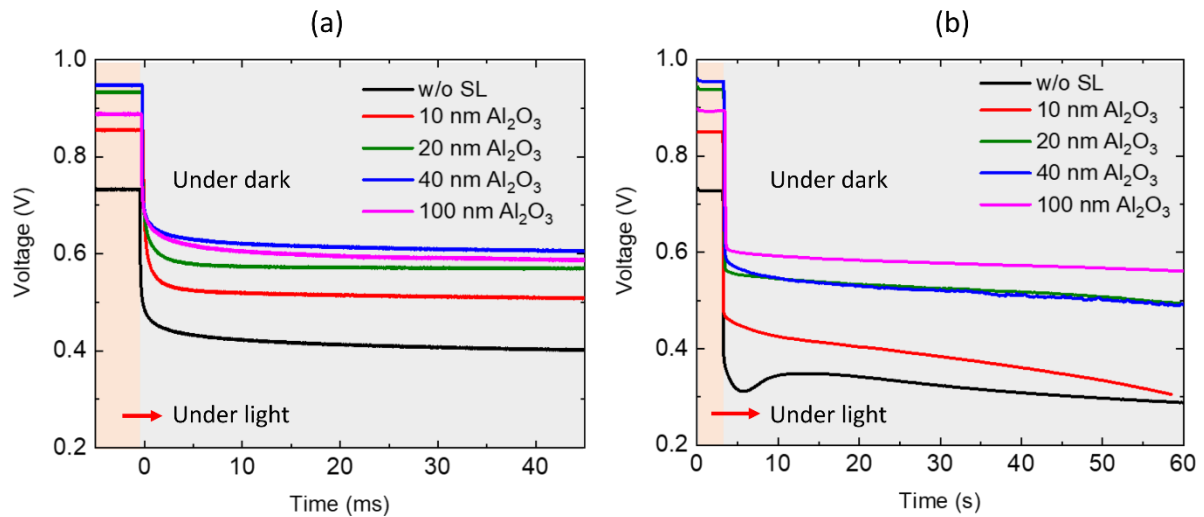 (a)
1.0
0.8
0.6
0.4
0.2
Voltage (V)
w/o SL
10 nm Al₂O₃
20 nm Al₂O₃
40 nm Al₂O₃
100 nm Al₂O₃
Under dark
Under light
0 10 20 30 40
Time (ms)
(b)
1.0
0.8
0.6
0.4
0.2
Voltage (V)
w/o SL
10 nm Al₂O₃
20 nm Al₂O₃
40 nm Al₂O₃
100 nm Al₂O₃
Under dark
Under light
0 10 20 30 40 50 60
Time (s)